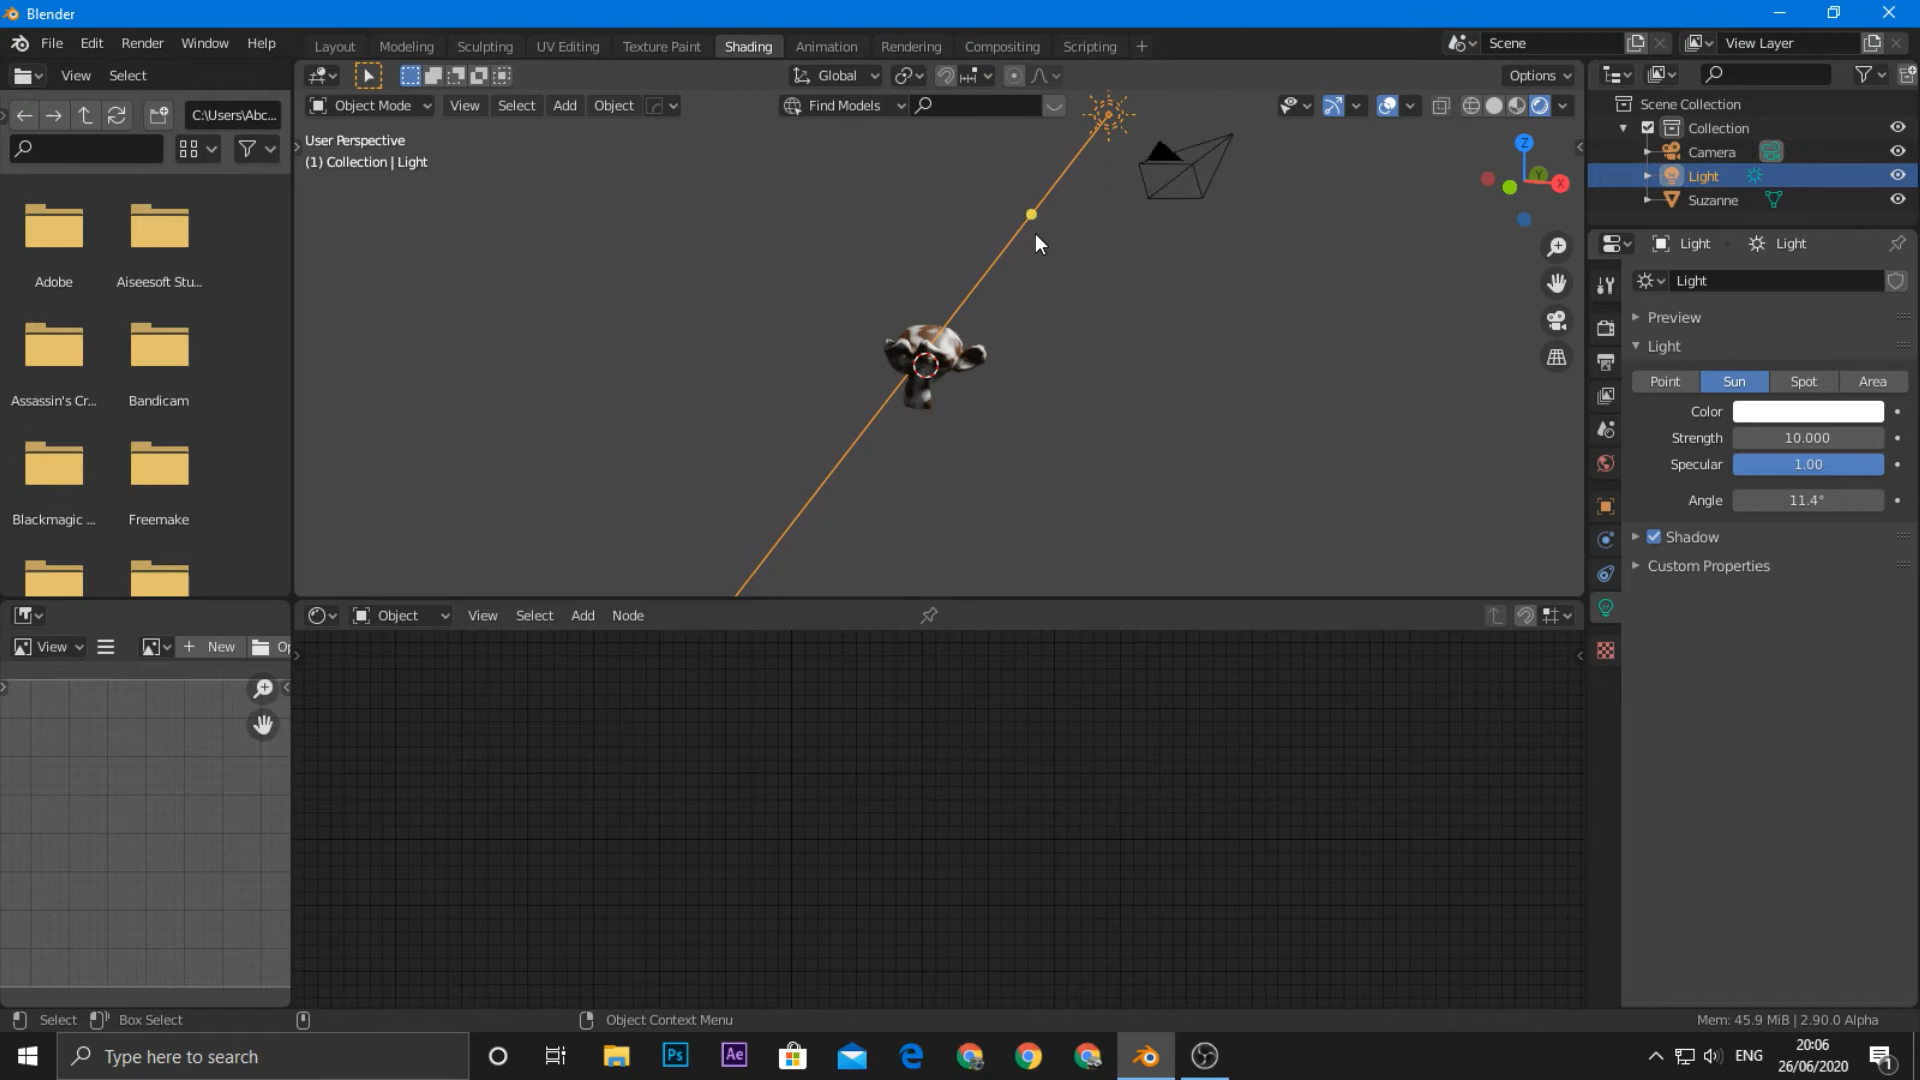 Blender
File Edit Render Window Help
Layout Modeling Sculpting UV Editing Texture Paint Shading Animation Rendering Compositing Scripting
Scene
View Layer
View Select
Global
Options
C:\Users\Abc...
Object Mode View Select Add Object
Find Models
User Perspective
(1) Collection | Light
Z
Y
X
Scene Collection
Collection
Camera
Light
Suzanne
Adobe
Aiseesoft Stu...
Assassin's Cr...
Bandicam
Blackmagic ...
Freemake
Light
Light
Light
Preview
Light
Point Sun Spot Area
Color
Strength 10.000
Specular 1.00
Angle 11.4°
Shadow
Custom Properties
Object View Select Add Node
View New Op
Select Box Select
Object Context Menu
Mem: 45.9 MiB | 2.90.0 Alpha
Type here to search
Ps
Ae
ENG
20:06
26/06/2020
1